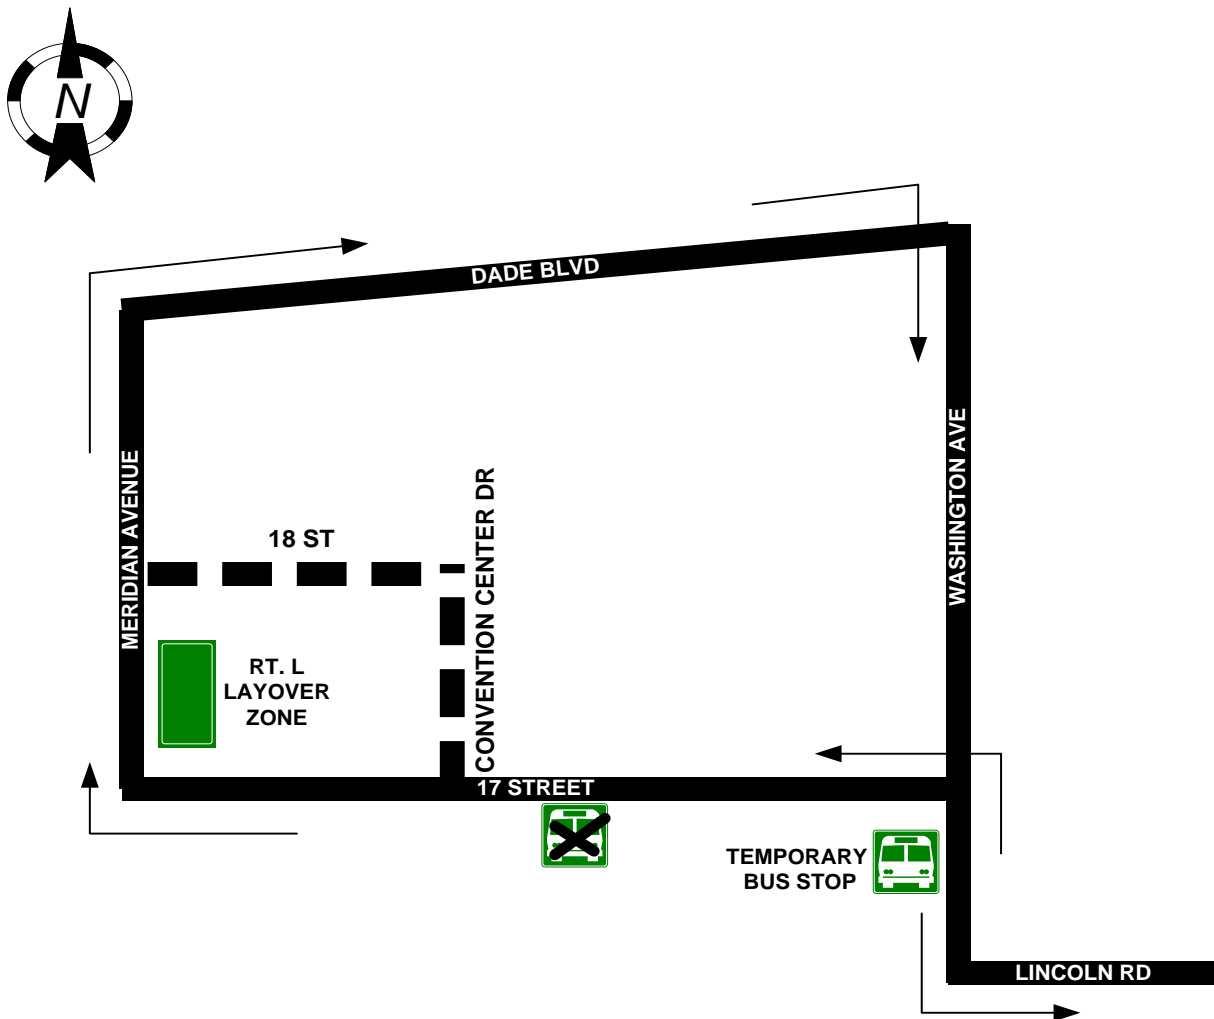 N
DADE BLVD
MERIDIAN AVENUE
WASHINGTON AVE
18 ST
CONVENTION CENTER DR
RT. L
LAYOVER
ZONE
17 STREET
TEMPORARY
BUS STOP
LINCOLN RD